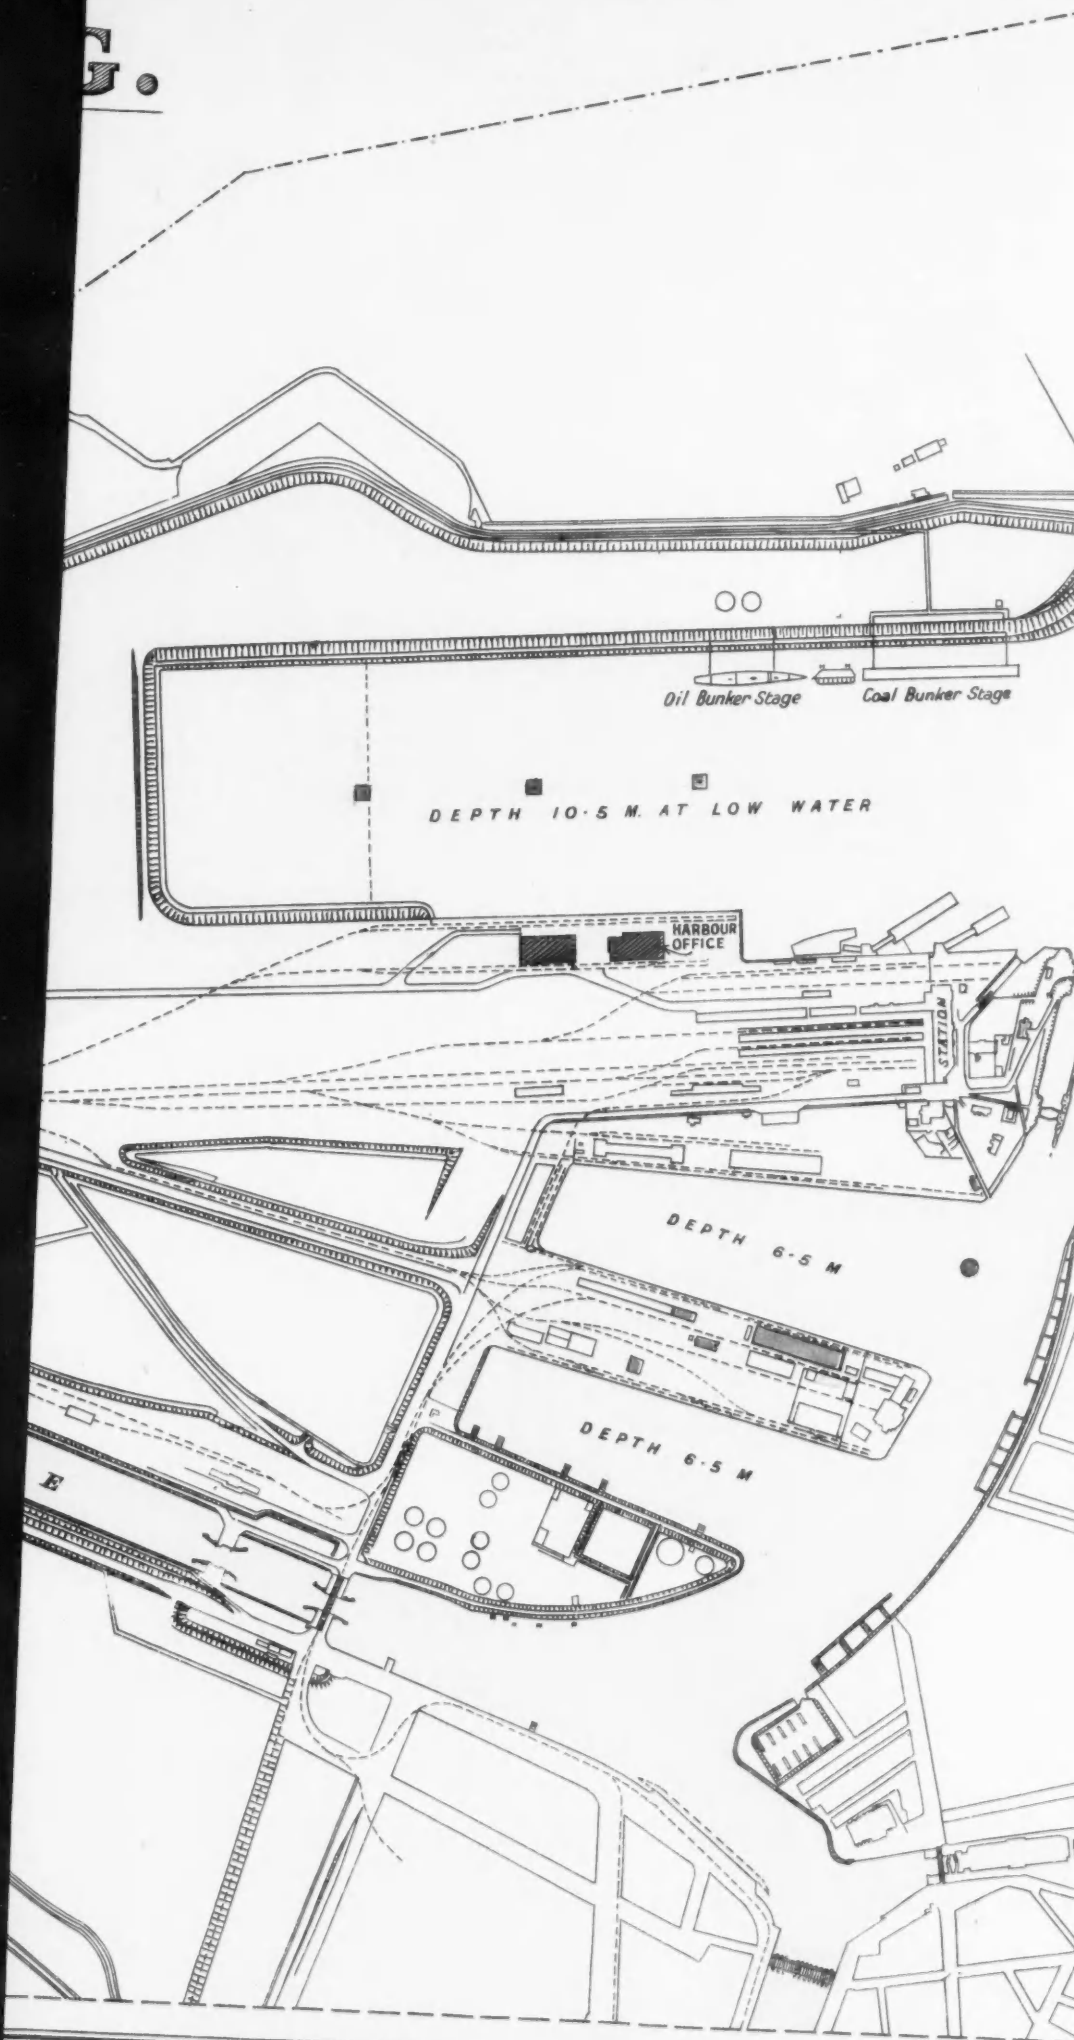 G.
Oil Bunker Stage
Coal Bunker Stage
DEPTH 10·5 M. AT LOW WATER
HARBOUR
OFFICE
STATION
DEPTH 6·5 M
DEPTH 6·5 M
E